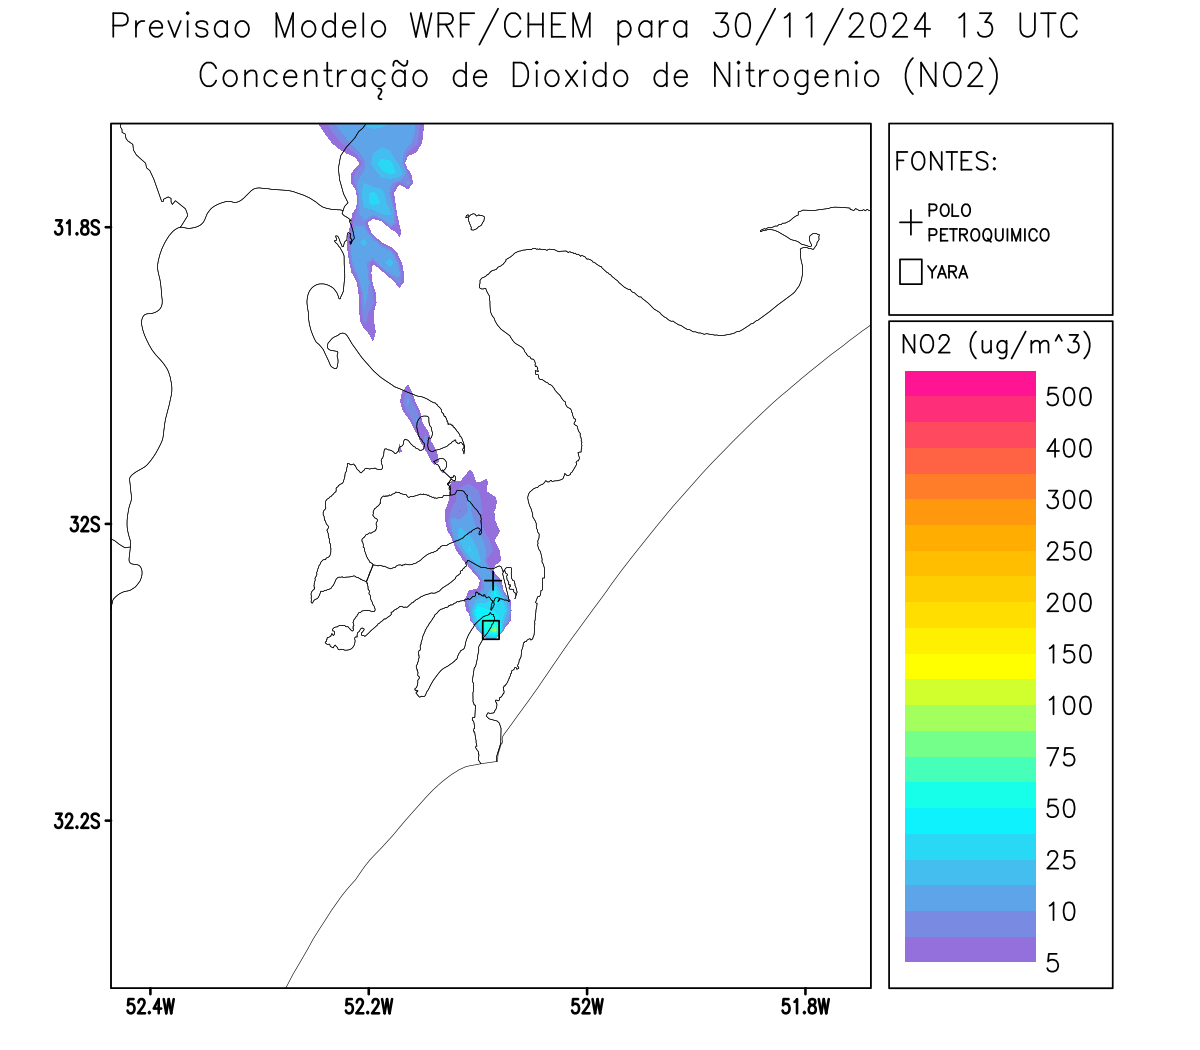 Previsao Modelo WRF/CHEM para 30/11/2024 13 UTC
Concentração de Dioxido de Nitrogenio (NO2)
FONTES:
POLO
PETROQUIMICO
YARA
31.8S
32S
32.2S
52.4W
52.2W
52W
51.8W
NO2 (ug/m^3)
500
400
300
250
200
150
100
75
50
25
10
5